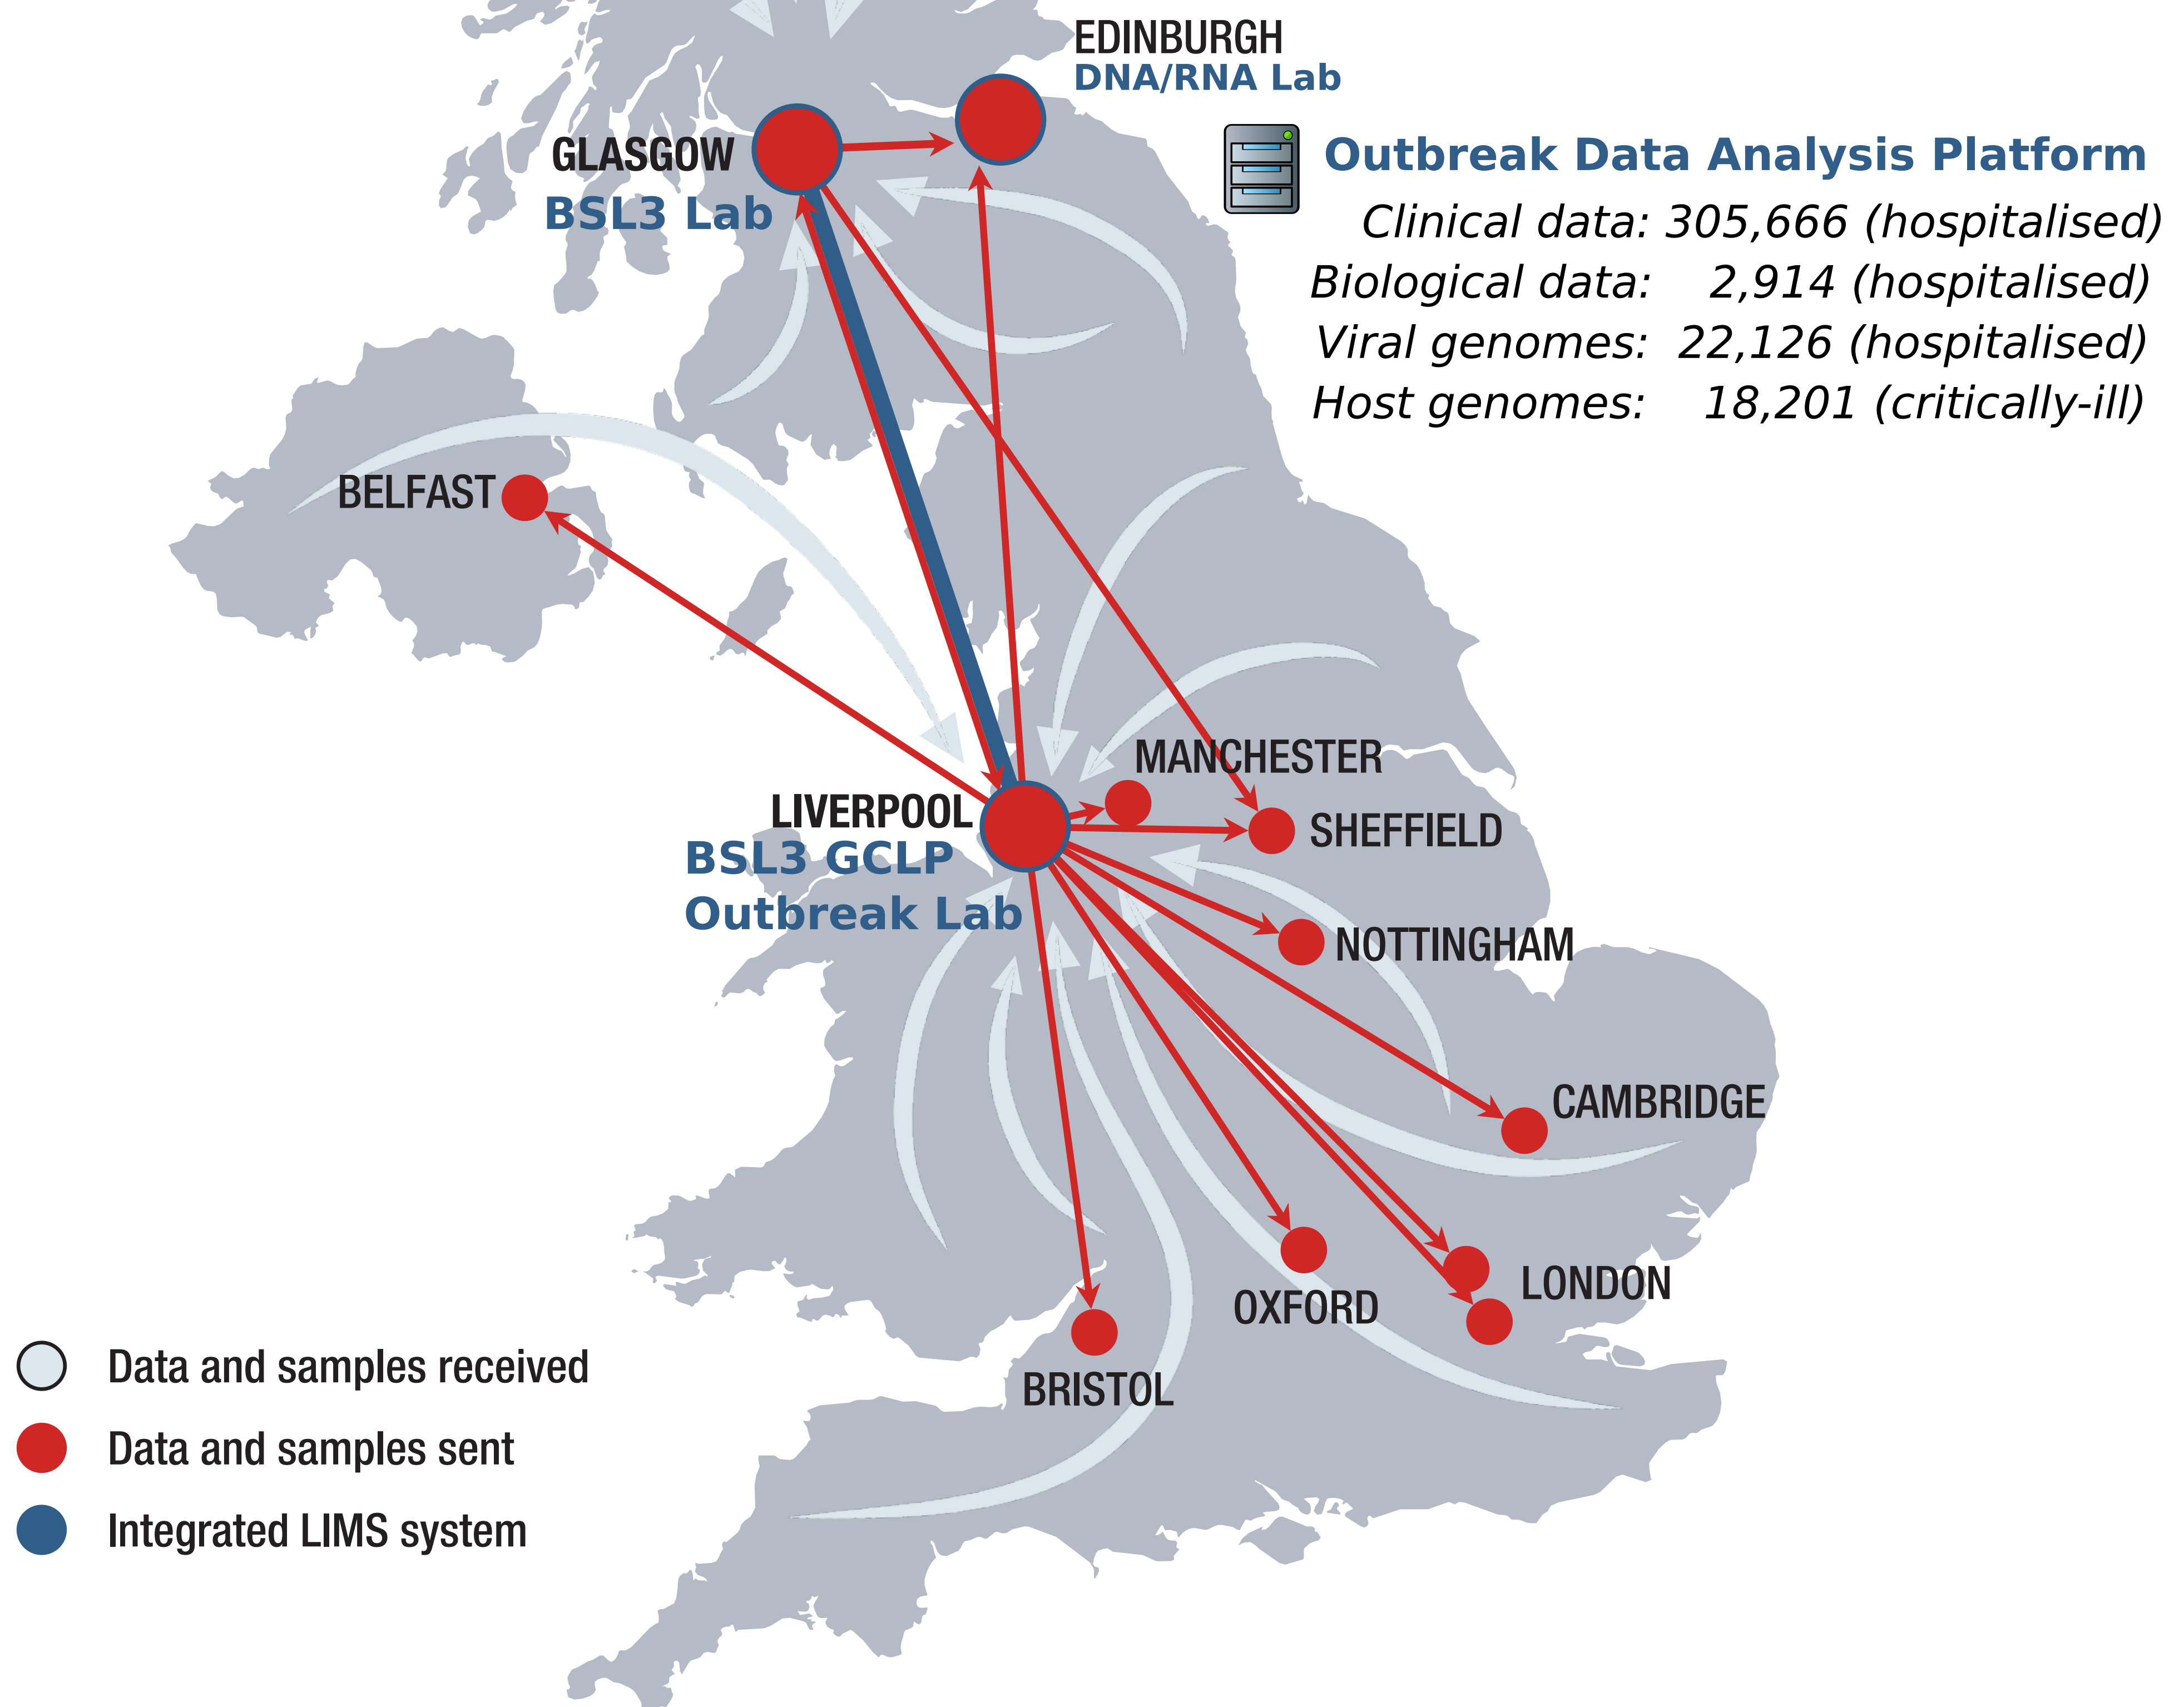 EDINBURGH
DNA/RNA Lab
GLASGOW
BSL3 Lab
Outbreak Data Analysis Platform
Clinical data: 305,666 (hospitalised)
Biological data: 2,914 (hospitalised)
Viral genomes: 22,126 (hospitalised)
Host genomes: 18,201 (critically-ill)
BELFAST
MANCHESTER
LIVERPOOL
BSL3 GCLP
Outbreak Lab
SHEFFIELD
NOTTINGHAM
CAMBRIDGE
LONDON
OXFORD
BRISTOL
Data and samples received
Data and samples sent
Integrated LIMS system